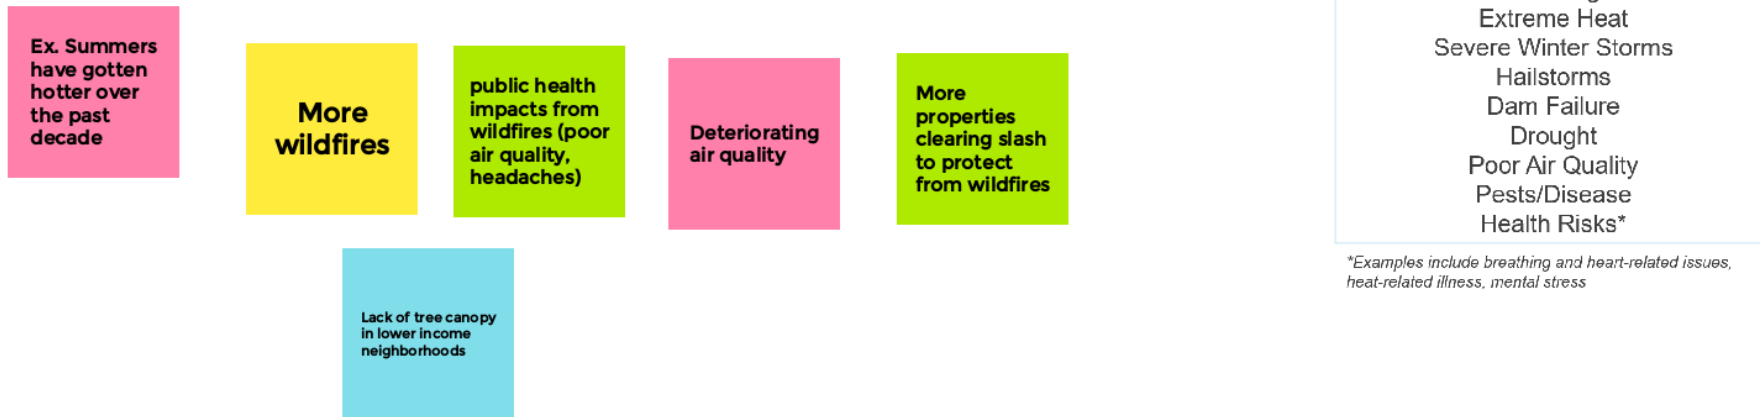 Ex. Summers
have gotten
hotter over
the past
decade
More
wildfires
public health
impacts from
wildfires (poor
air quality,
headaches)
Deteriorating
air quality
More
properties
clearing slash
to protect
from wildfires
Lack of tree canopy
in lower income
neighborhoods
Extreme Heat
Severe Winter Storms
Hailstorms
Dam Failure
Drought
Poor Air Quality
Pests/Disease
Health Risks*
*Examples include breathing and heart-related issues,
heat-related illness, mental stress